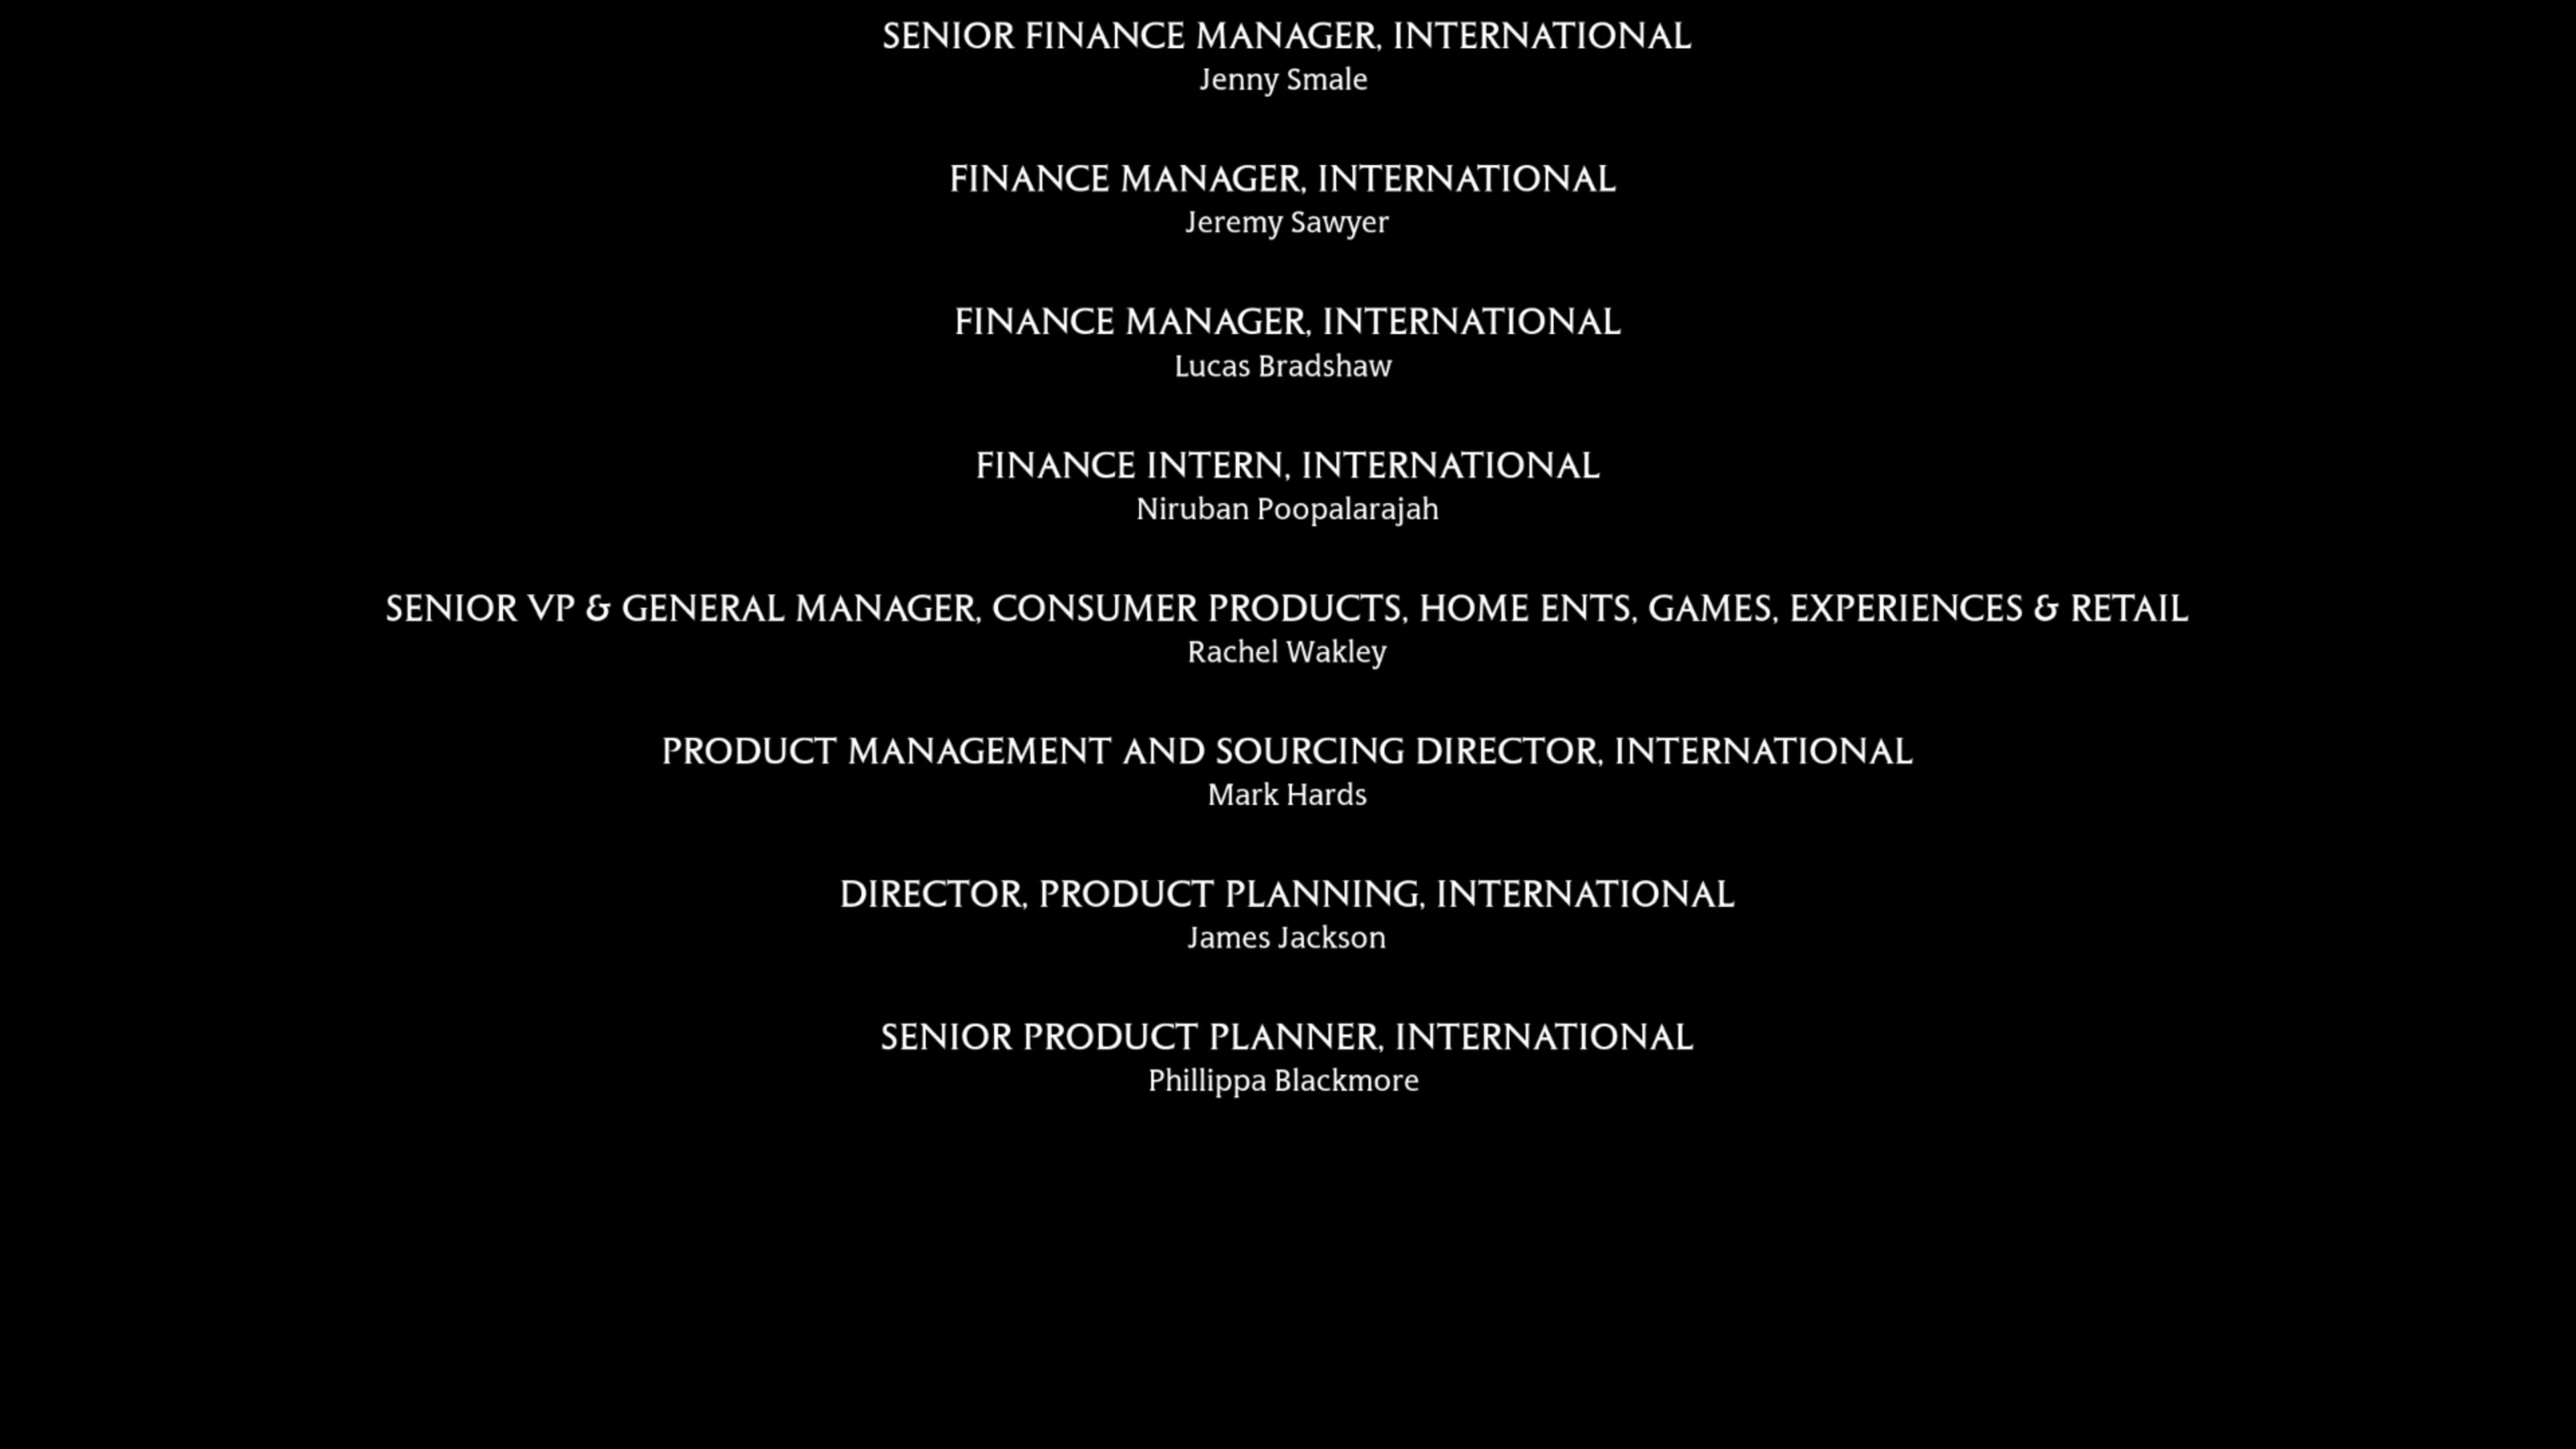 SENIOR FINANCE MANAGER, INTERNATIONAL
Jenny Smale
FINANCE MANAGER, INTERNATIONAL
Jeremy Sawyer
FINANCE MANAGER, INTERNATIONAL
Lucas Bradshaw
FINANCE INTERN, INTERNATIONAL
Niruban Poopalarajah
SENIOR VP & GENERAL MANAGER, CONSUMER PRODUCTS, HOME ENTS, GAMES, EXPERIENCES & RETAIL
Rachel Wakley
PRODUCT MANAGEMENT AND SOURCING DIRECTOR, INTERNATIONAL
Mark Hards
DIRECTOR, PRODUCT PLANNING, INTERNATIONAL
James Jackson
SENIOR PRODUCT PLANNER, INTERNATIONAL
Phillippa Blackmore